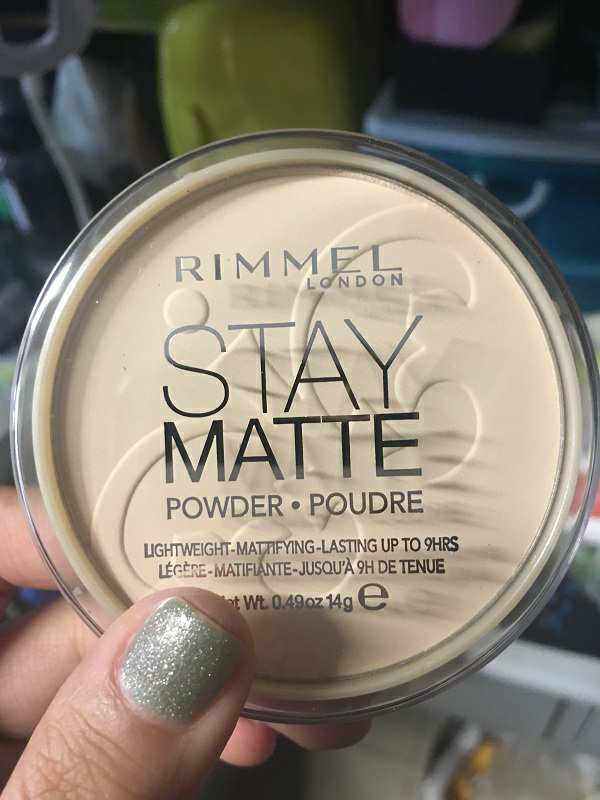 RIMMEL
LONDON
STAY
MATTE
POWDER • POUDRE
LIGHTWEIGHT-MATTIFYING-LASTING UP TO 9HRS
LÉGÈRE-MATIFIANTE-JUSQU'À 9H DE TENUE
Wt. 0.49oz 14g e